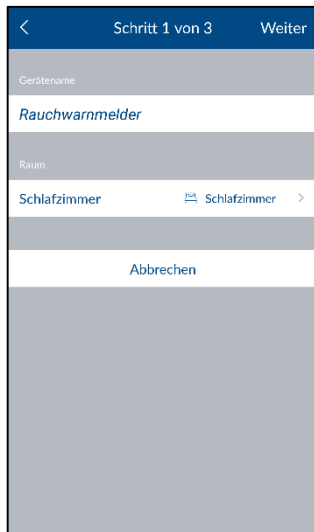 Schritt 1 von 3 Weiter
Gerätename
Rauchwarnmelder
Raum
Schlafzimmer Schlafzimmer
Abbrechen